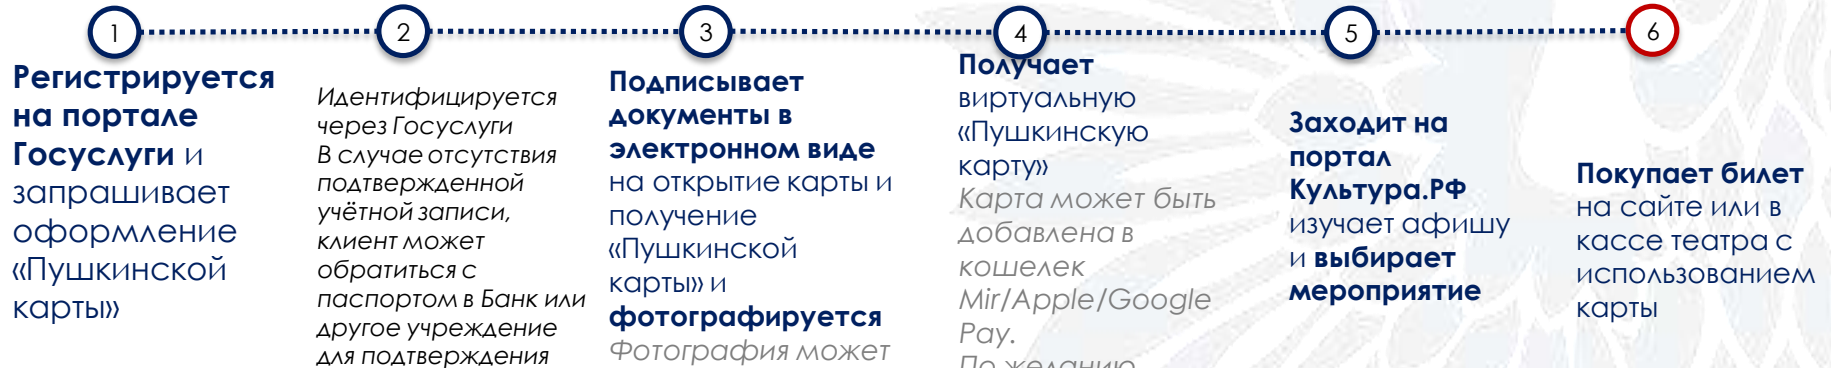 1
Регистрируется
на портале
Госуслуги и
запрашивает
оформление
«Пушкинской
карты»
2
Идентифицируется
через Госуслуги
В случае отсутствия
подтвержденной
учётной записи,
клиент может
обратиться с
паспортом в Банк или
другое учреждение
для подтверждения
3
Подписывает
документы в
электронном виде
на открытие карты и
получение
«Пушкинской
карты» и
фотографируется
Фотография может
4
Получает
виртуальную
«Пушкинскую
карту»
Карта может быть
добавлена в
кошелек
Mir/Apple/Google
Pay.
По желанию
5
Заходит на
портал
Культура.РФ
изучает афишу
и выбирает
мероприятие
6
Покупает билет
на сайте или в
кассе театра с
использованием
карты